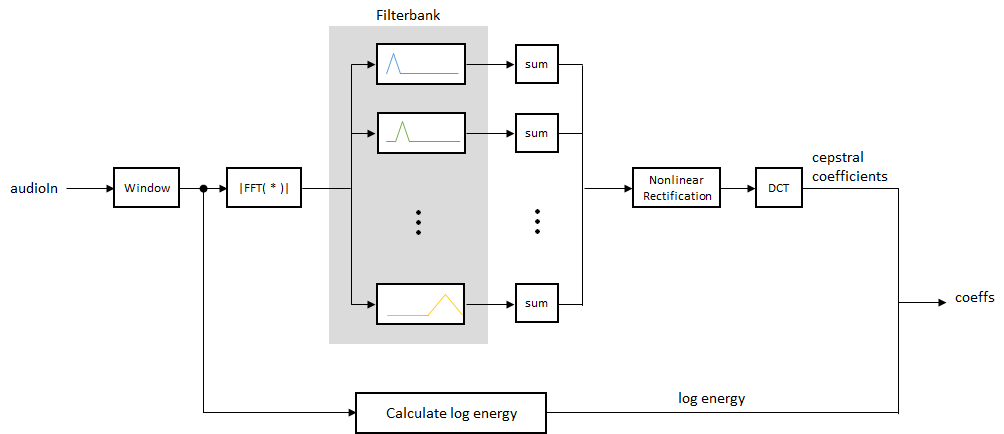 Filterbank
sum
sum
audioIn
Window
|FFT( * )|
Nonlinear
Rectification
DCT
cepstral
coefficients
sum
coeffs
Calculate log energy
log energy